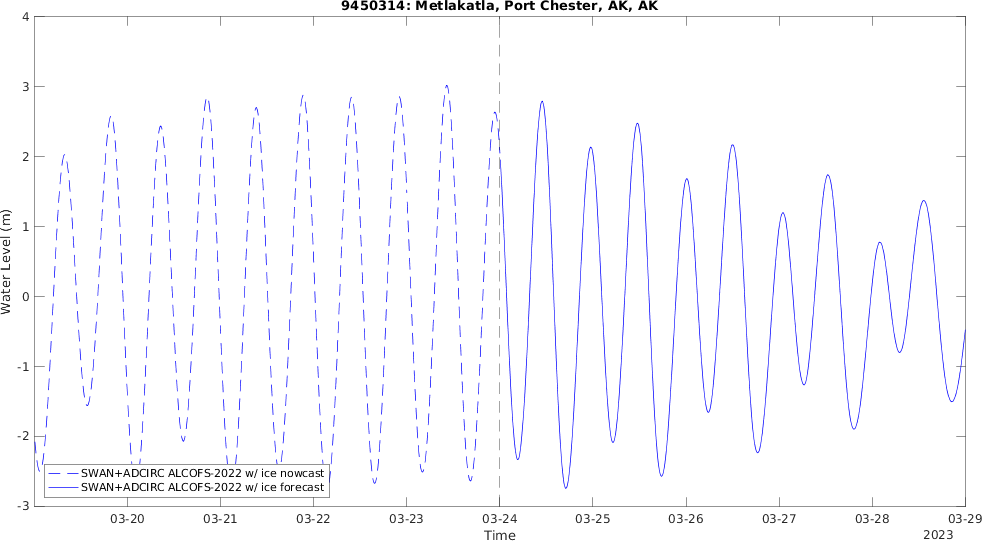 9450314: Metlakatla, Port Chester, AK, AK
4
3
2
1
0
-1
-2
-3
Water Level (m)
SWAN+ADCIRC ALCOFS-2022 w/ ice nowcast
SWAN+ADCIRC ALCOFS-2022 w/ ice forecast
03-20 03-21 03-22 03-23 03-24 03-25 03-26 03-27 03-28 03-29
Time
2023